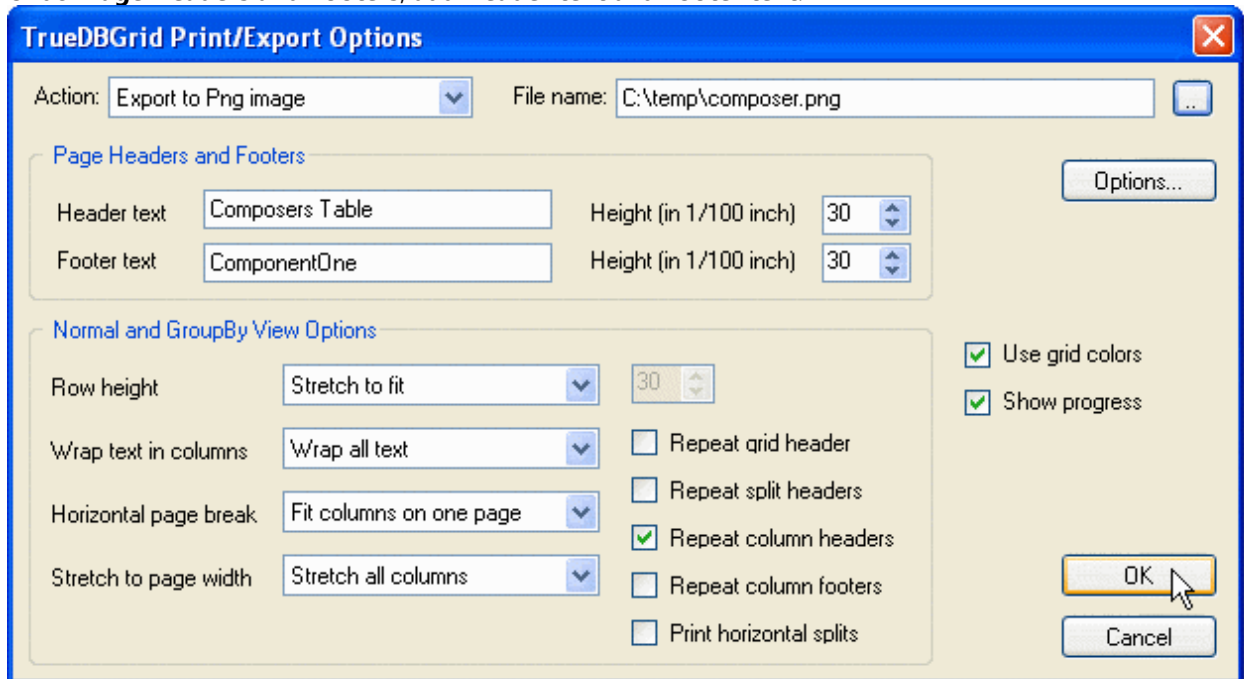 TrueDBGrid Print/Export Options
Action: Export to Png image File name: C:\temp\composer.png ..
Page Headers and Footers
Options...
Header text Composers Table Height (in 1/100 inch) 30
Footer text ComponentOne Height (in 1/100 inch) 30
Normal and GroupBy View Options
Use grid colors
Row height Stretch to fit 30
Show progress
Wrap text in columns Wrap all text Repeat grid header
Repeat split headers
Horizontal page break Fit columns on one page
Repeat column headers
Stretch to page width Stretch all columns OK
Repeat column footers
Print horizontal splits Cancel